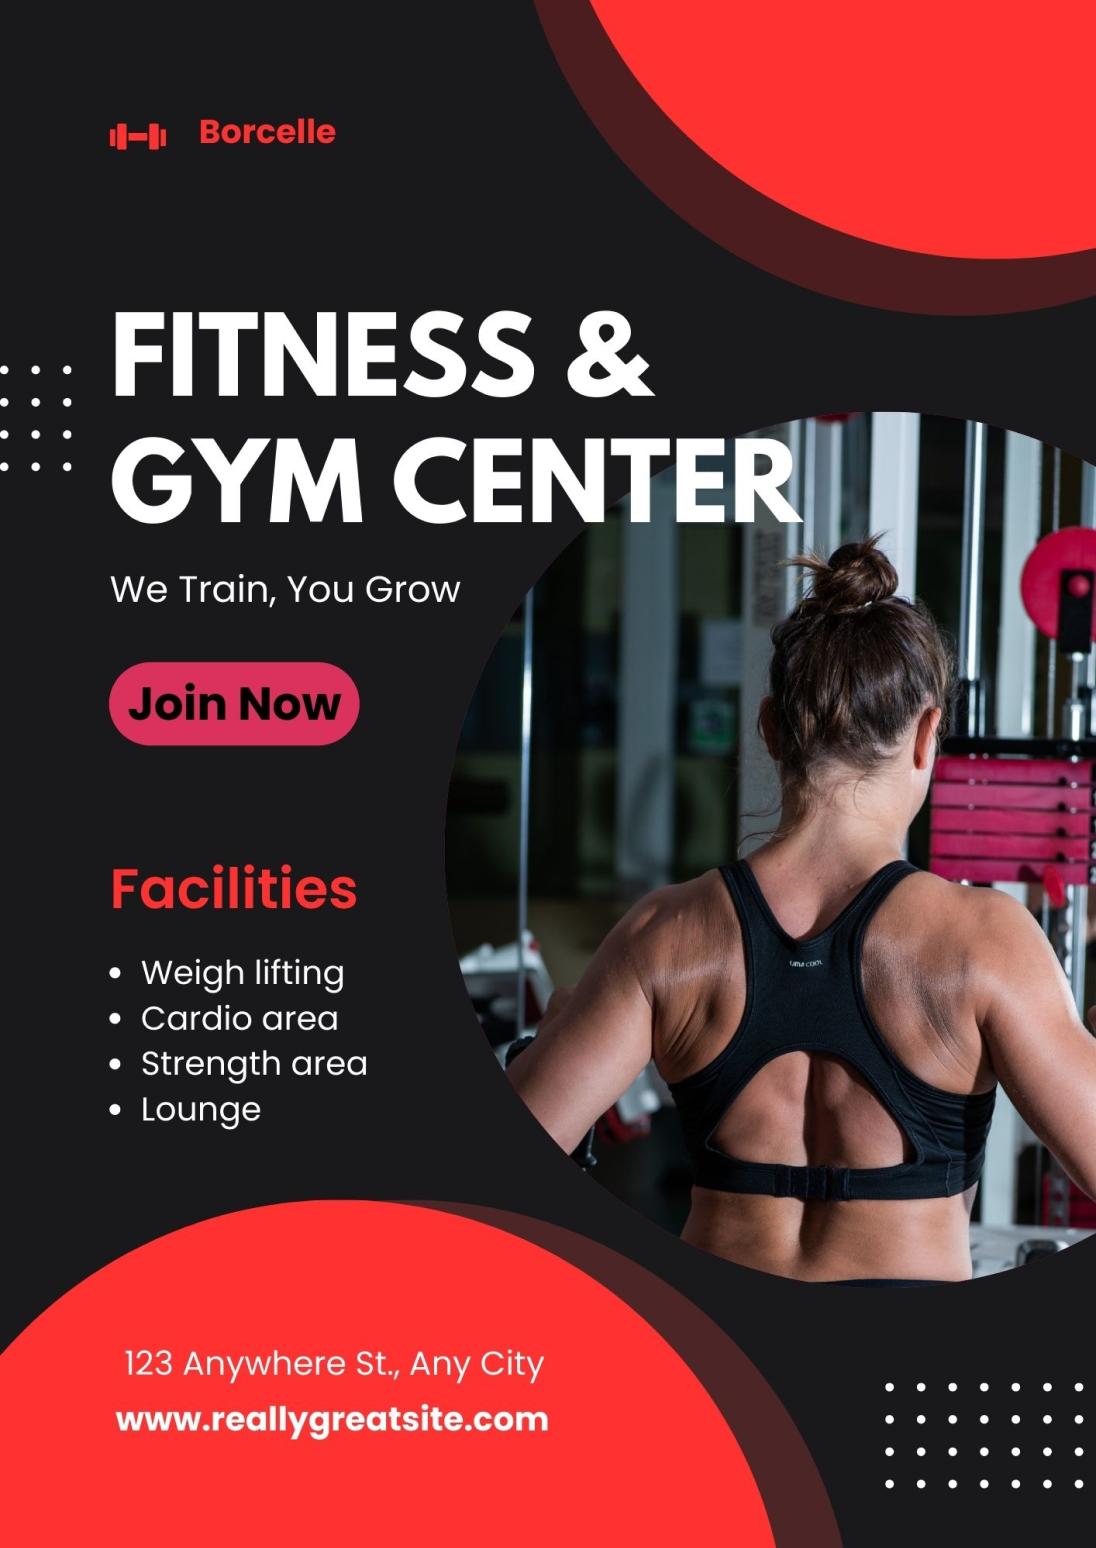 Borcelle
FITNESS &
GYM CENTER
We Train, You Grow
Join Now
Facilities
• Weigh lifting
• Cardio area
• Strength area
• Lounge
123 Anywhere St., Any City
www.reallygreatsite.com